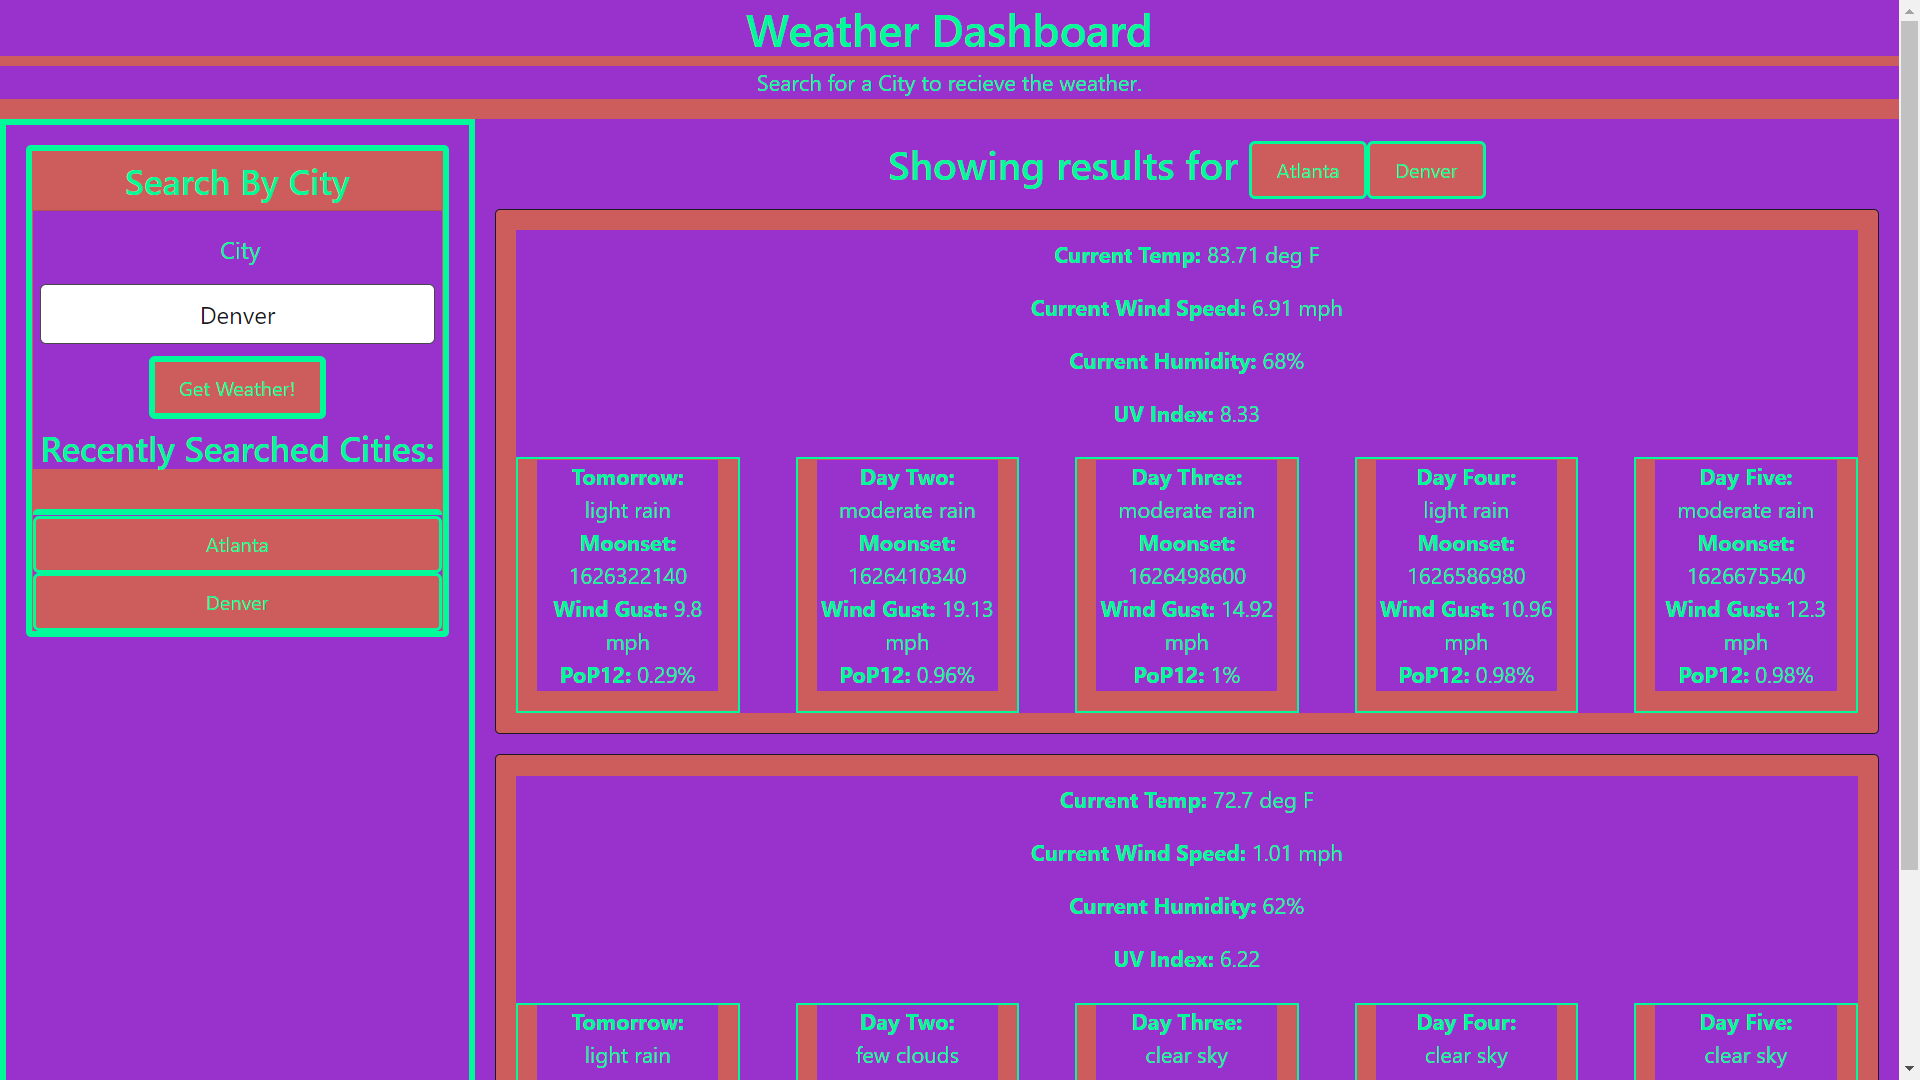 Weather Dashboard
Search for a City to recieve the weather.
Search By City
City
Denver
Get Weather!
Recently Searched Cities:
Atlanta
Denver
Showing results for Atlanta Denver
Current Temp: 83.71 deg F
Current Wind Speed: 6.91 mph
Current Humidity: 68%
UV Index: 8.33
Tomorrow:
light rain
Moonset:
1626322140
Wind Gust: 9.8
mph
PoP12: 0.29%
Day Two:
moderate rain
Moonset:
1626410340
Wind Gust: 19.13
mph
PoP12: 0.96%
Day Three:
moderate rain
Moonset:
1626498600
Wind Gust: 14.92
mph
PoP12: 1%
Day Four:
light rain
Moonset:
1626586980
Wind Gust: 10.96
mph
PoP12: 0.98%
Day Five:
moderate rain
Moonset:
1626675540
Wind Gust: 12.3
mph
PoP12: 0.98%
Current Temp: 72.7 deg F
Current Wind Speed: 1.01 mph
Current Humidity: 62%
UV Index: 6.22
Tomorrow:
light rain
Day Two:
few clouds
Day Three:
clear sky
Day Four:
clear sky
Day Five:
clear sky